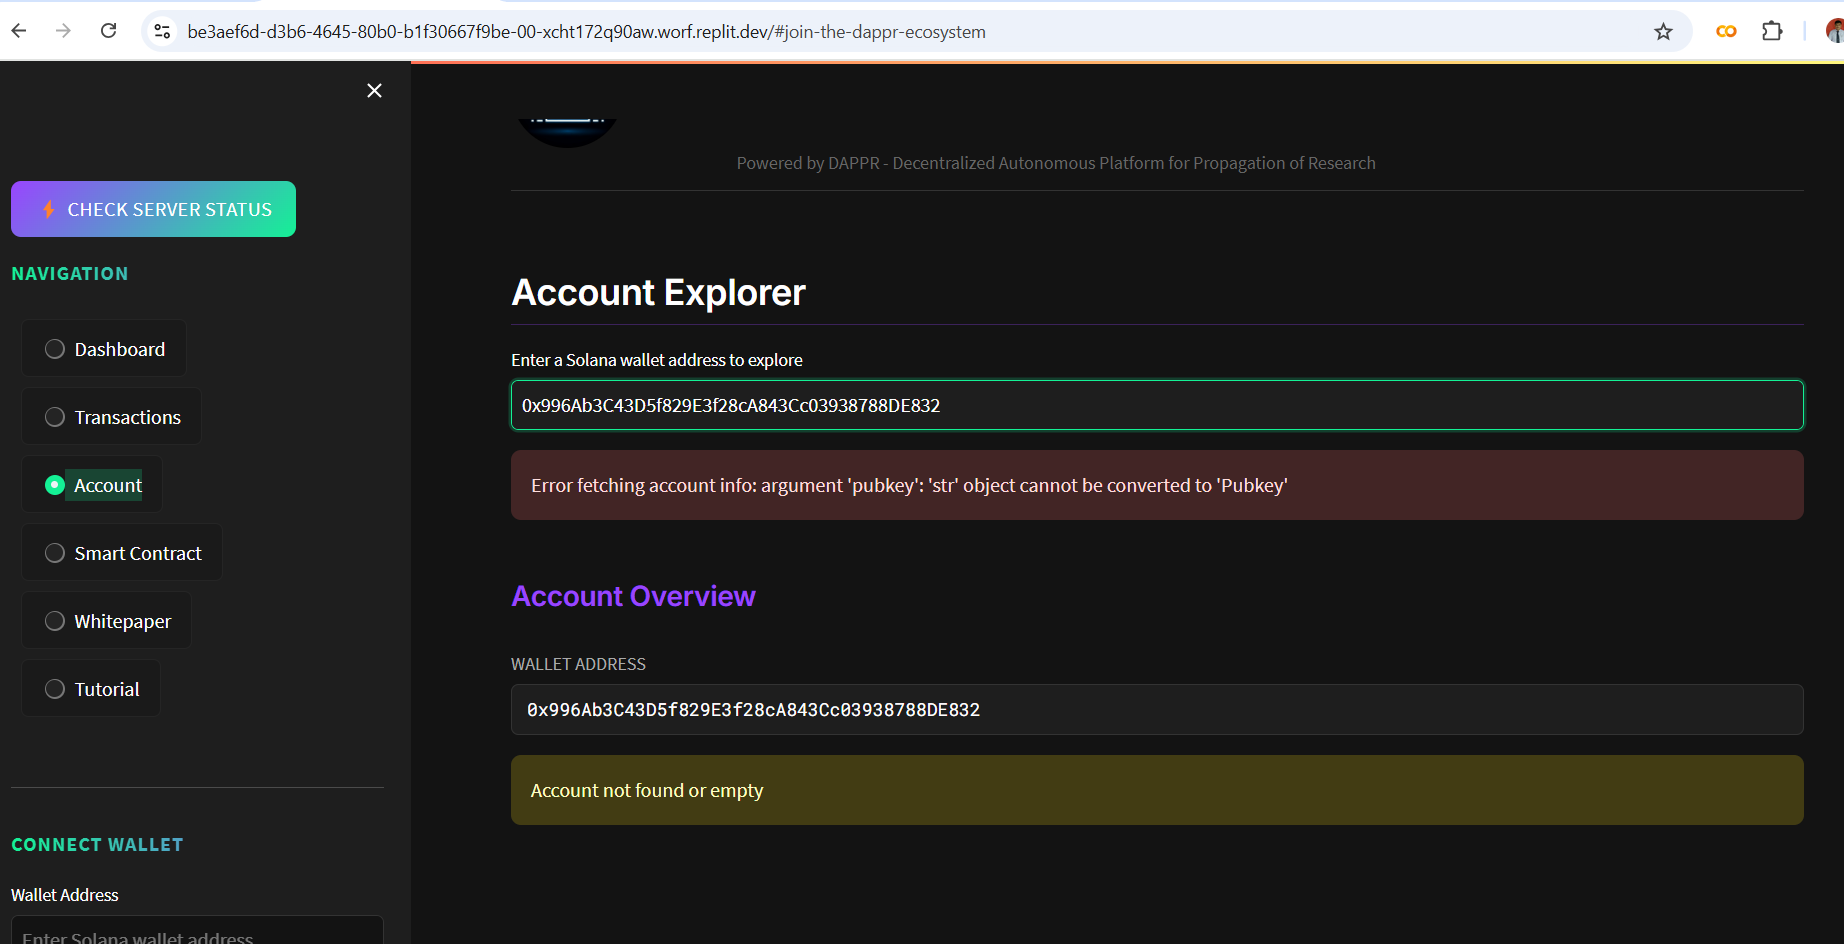 be3aef6d-d3b6-4645-80b0-b1f30667f9be-00-xcht172q90aw.worf.replit.dev/#join-the-dappr-ecosystem
CHECK SERVER STATUS
NAVIGATION
Dashboard
Transactions
Account
Smart Contract
Whitepaper
Tutorial
CONNECT WALLET
Wallet Address
Enter Solana wallet address
Powered by DAPPR - Decentralized Autonomous Platform for Propagation of Research
Account Explorer
Enter a Solana wallet address to explore
0x996Ab3C43D5f829E3f28cA843Cc03938788DE832
Error fetching account info: argument 'pubkey': 'str' object cannot be converted to 'Pubkey'
Account Overview
WALLET ADDRESS
0x996Ab3C43D5f829E3f28cA843Cc03938788DE832
Account not found or empty